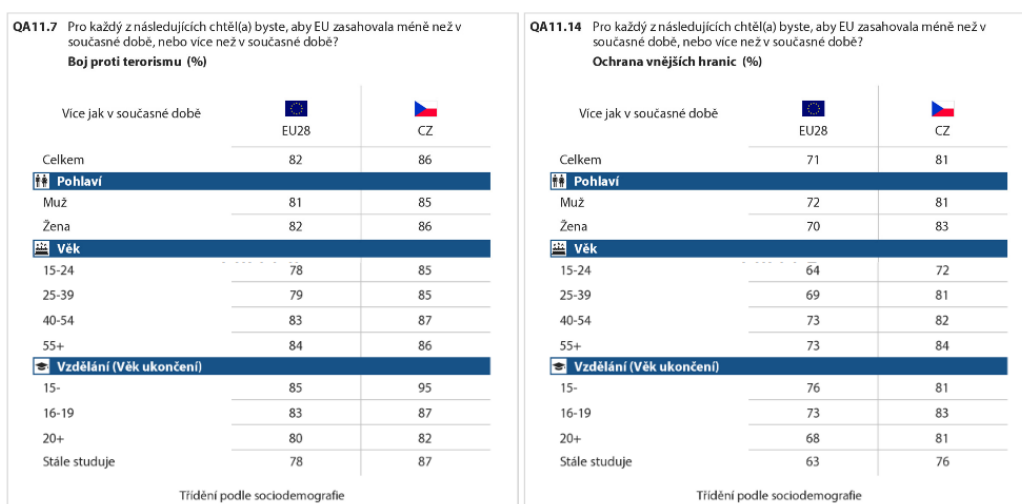 QA11.7 Pro každý z následujících chtěl(a) byste, aby EU zasahovala méně než v
současné době, nebo více než v současné době?
Boj proti terorismu (%)
Více jak v současné době
EU28 CZ
Celkem 82 86
Pohlaví
Muž 81 85
Žena 82 86
Věk
15-24 78 85
25-39 79 85
40-54 83 87
55+ 84 86
Vzdělání (Věk ukončení)
15- 85 95
16-19 83 87
20+ 80 82
Stále studuje 78 87
Třídění podle sociodemografie
QA11.14 Pro každý z následujících chtěl(a) byste, aby EU zasahovala méně než v
současné době, nebo více než v současné době?
Ochrana vnějších hranic (%)
Více jak v současné době
EU28 CZ
Celkem 71 81
Pohlaví
Muž 72 81
Žena 70 83
Věk
15-24 64 72
25-39 69 81
40-54 73 82
55+ 73 84
Vzdělání (Věk ukončení)
15- 76 81
16-19 73 83
20+ 68 81
Stále studuje 63 76
Třídění podle sociodemografie